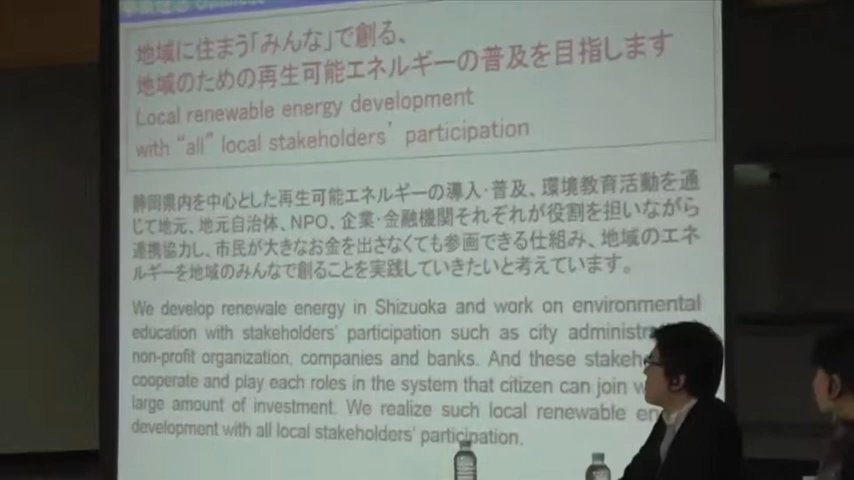 地域に住まう「みんな」で創る、
地域のための再生可能エネルギーの普及を目指します
Local renewable energy development
with “all” local stakeholders’ participation
静岡県内を中心とした再生可能エネルギーの導入・普及、環境教育活動を通
じて地元、地元自治体、NPO、企業・金融機関それぞれが役割を担いながら
連携協力し、市民が大きなお金を出さなくても参画できる仕組み、地域のエネ
ルギーを地域のみんなで創ることを実践していきたいと考えています。
We develop renewale energy in Shizuoka and work on environmental
education with stakeholders’ participation such as city
non-profit organization, companies and banks. And these
cooperate and play each roles in the system that citizen can join
large amount of investment. We realize such local renewable
development with all local stakeholders’ participation.